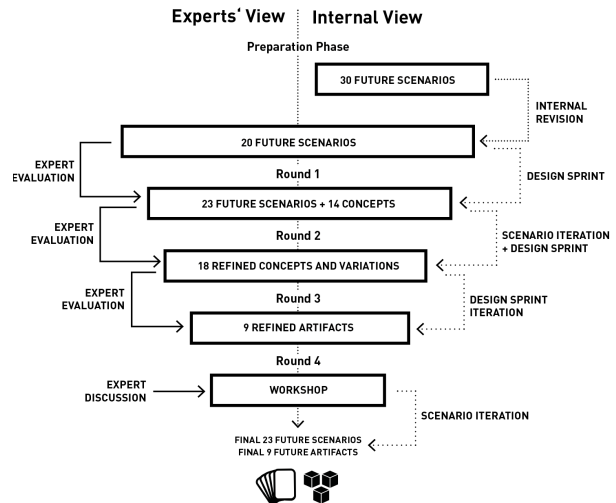 Experts' View
Internal View
Preparation Phase
30 FUTURE SCENARIOS
INTERNAL
REVISION
20 FUTURE SCENARIOS
EXPERT
EVALUATION
Round 1
DESIGN SPRINT
23 FUTURE SCENARIOS + 14 CONCEPTS
EXPERT
EVALUATION
Round 2
SCENARIO ITERATION
+ DESIGN SPRINT
18 REFINED CONCEPTS AND VARIATIONS
EXPERT
EVALUATION
Round 3
DESIGN SPRINT
ITERATION
9 REFINED ARTIFACTS
Round 4
EXPERT
DISCUSSION
WORKSHOP
SCENARIO ITERATION
FINAL 23 FUTURE SCENARIOS
FINAL 9 FUTURE ARTIFACTS